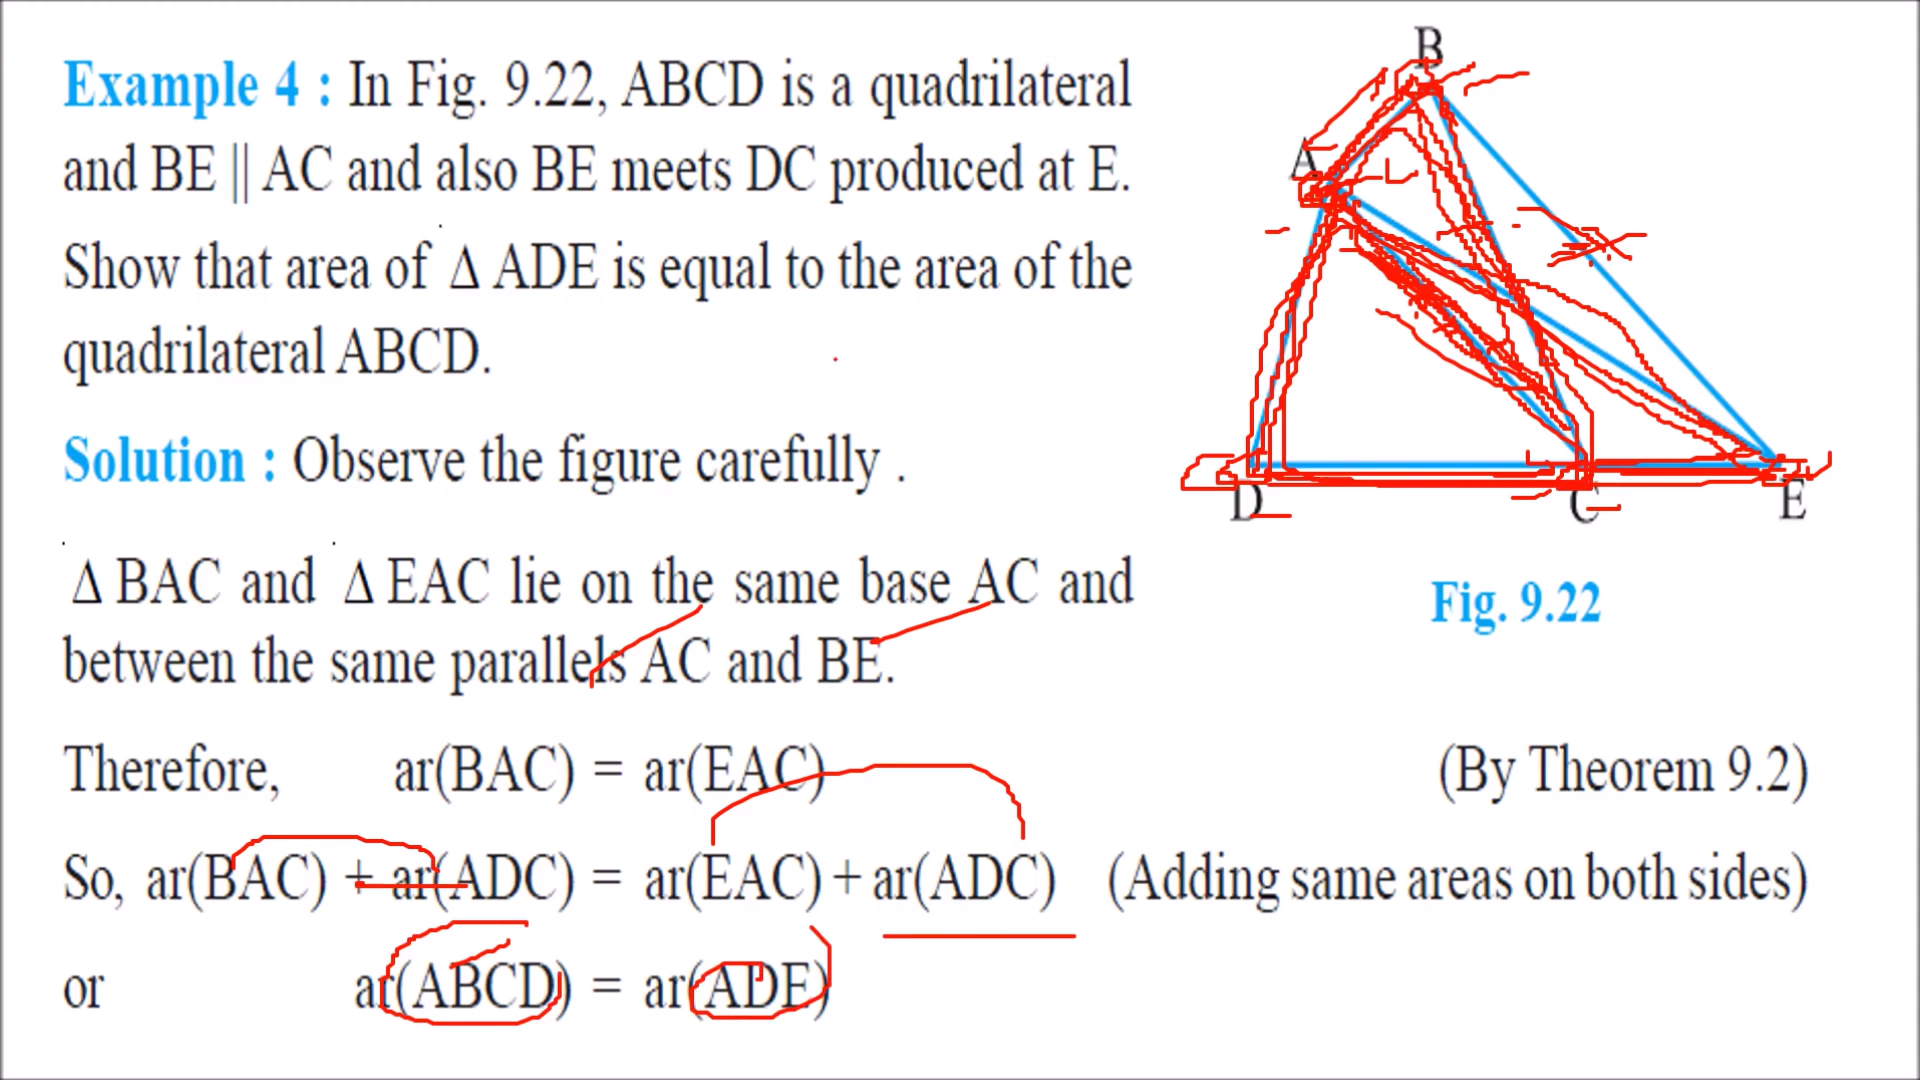 Example 4 : In Fig. 9.22, ABCD is a quadrilateral
and BE || AC and also BE meets DC produced at E.
Show that area of Δ ADE is equal to the area of the
quadrilateral ABCD.
Solution : Observe the figure carefully .
Δ BAC and Δ EAC lie on the same base AC and
between the same parallels AC and BE.
Therefore, ar(BAC) = ar(EAC) (By Theorem 9.2)
So, ar(BAC) + ar(ADC) = ar(EAC) + ar(ADC) (Adding same areas on both sides)
or ar(ABCD) = ar(ADE)
B
A
D C E
Fig. 9.22